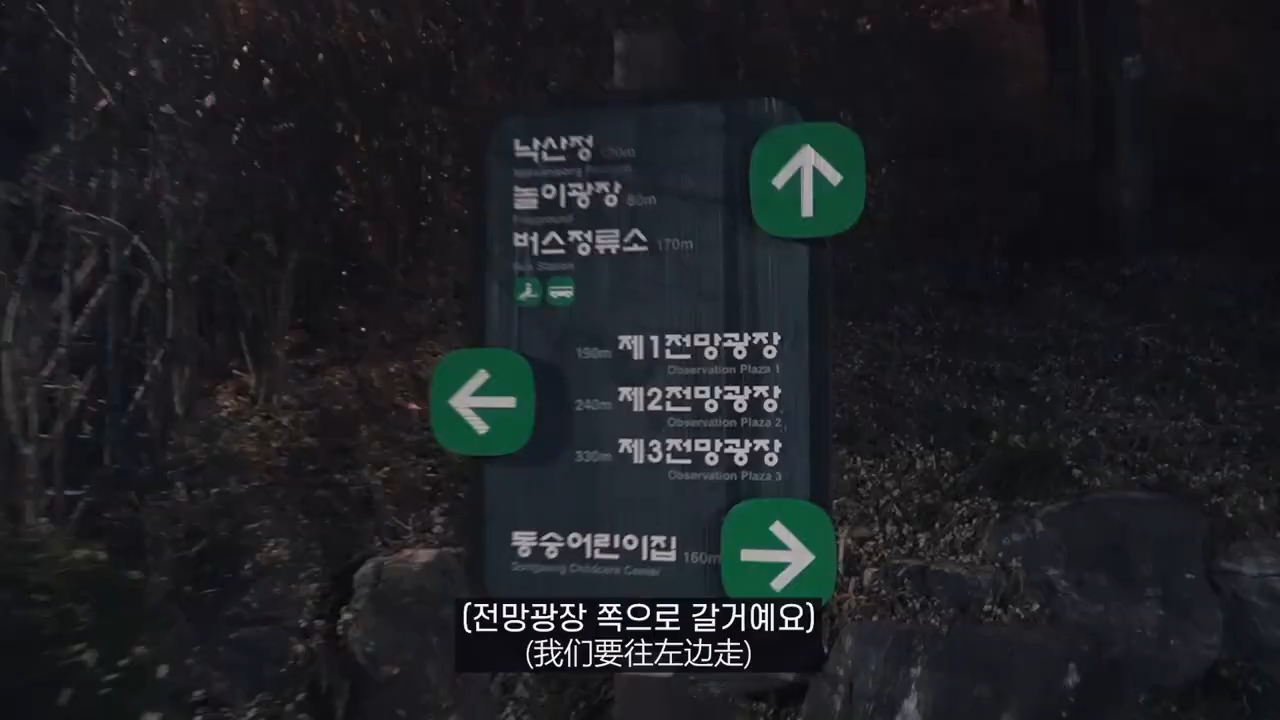 낙산정
놀이광장 80m
버스정류소 170m
Bus Station
190m 제1전망광장
Observation Plaza 1
240m 제2전망광장
Observation Plaza 2
330m 제3전망광장
Observation Plaza 3
동숭어린이집 160m
Childcare Center
(전망광장 쪽으로 갈거예요)
(我们要往左边走)